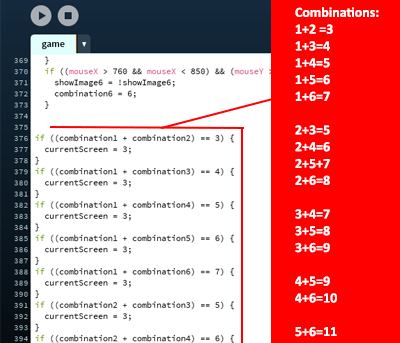 game
369 }
370 if ((mouseX > 760 && mouseX < 850) && (mouseY >
371 showImage6 = !showImage6;
372 combination6 = 6;
373 }
374
375
376 if ((combination1 + combination2) == 3) {
377 currentScreen = 3;
378 }
379 if ((combination1 + combination3) == 4) {
380 currentScreen = 3;
381 }
382 if ((combination1 + combination4) == 5) {
383 currentScreen = 3;
384 }
385 if ((combination1 + combination5) == 6) {
386 currentScreen = 3;
387 }
388 if ((combination1 + combination6) == 7) {
389 currentScreen = 3;
390 }
391 if ((combination2 + combination3) == 5) {
392 currentScreen = 3;
393 }
394 if ((combination2 + combination4) == 6) {
Combinations:
1+2 =3
1+3=4
1+4=5
1+5=6
1+6=7
2+3=5
2+4=6
2+5+7
2+6=8
3+4=7
3+5=8
3+6=9
4+5=9
4+6=10
5+6=11